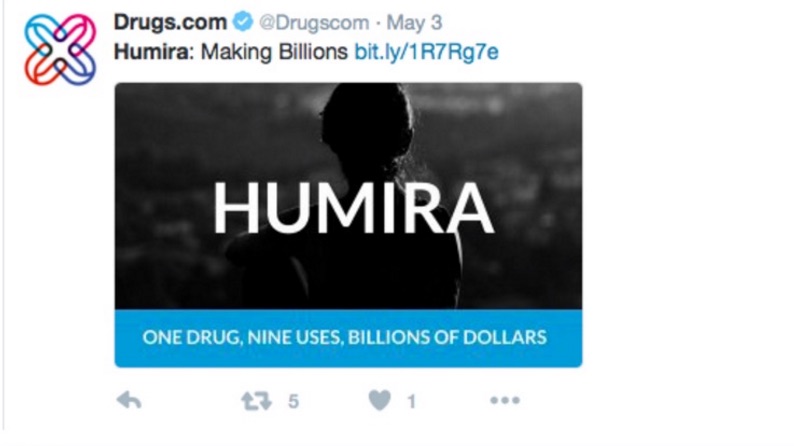 Drugs.com @Drugscom · May 3
Humira: Making Billions bit.ly/1R7Rg7e
HUMIRA
ONE DRUG, NINE USES, BILLIONS OF DOLLARS
5 1